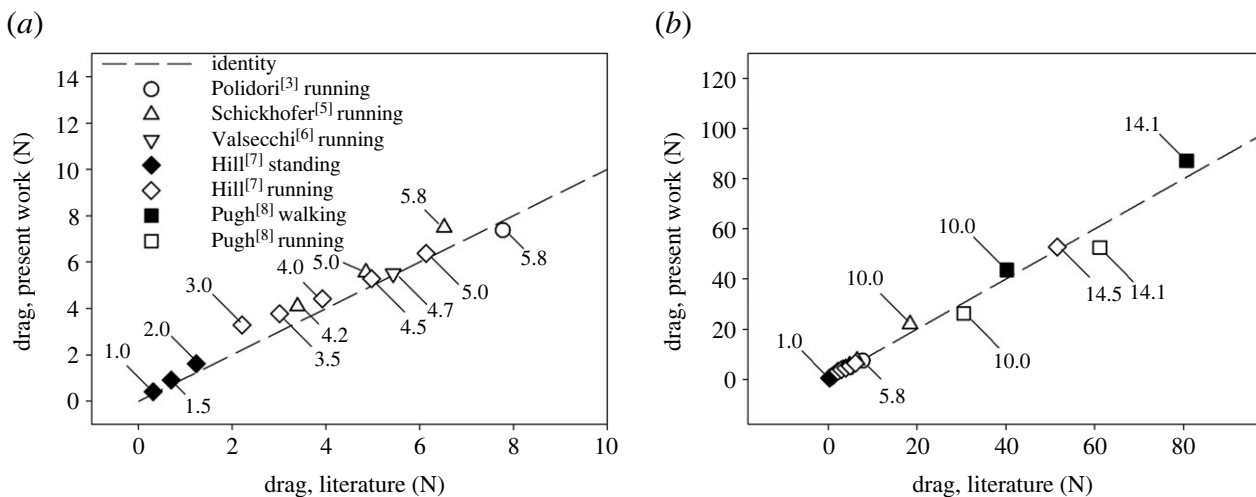 (a)
14
12
10
8
6
4
2
0
drag, present work (N)
identity
Polidori[3] running
Schickhofer[5] running
Valsecchi[6] running
Hill[7] standing
Hill[7] running
Pugh[8] walking
Pugh[8] running
1.0
1.5
2.0
3.0
3.5
4.0
4.2
5.0
4.5
4.7
5.0
5.8
5.8
0 2 4 6 8 10
drag, literature (N)
(b)
120
100
80
60
40
20
0
drag, present work (N)
1.0
5.8
10.0
10.0
10.0
14.5
14.1
14.1
0 20 40 60 80
drag, literature (N)